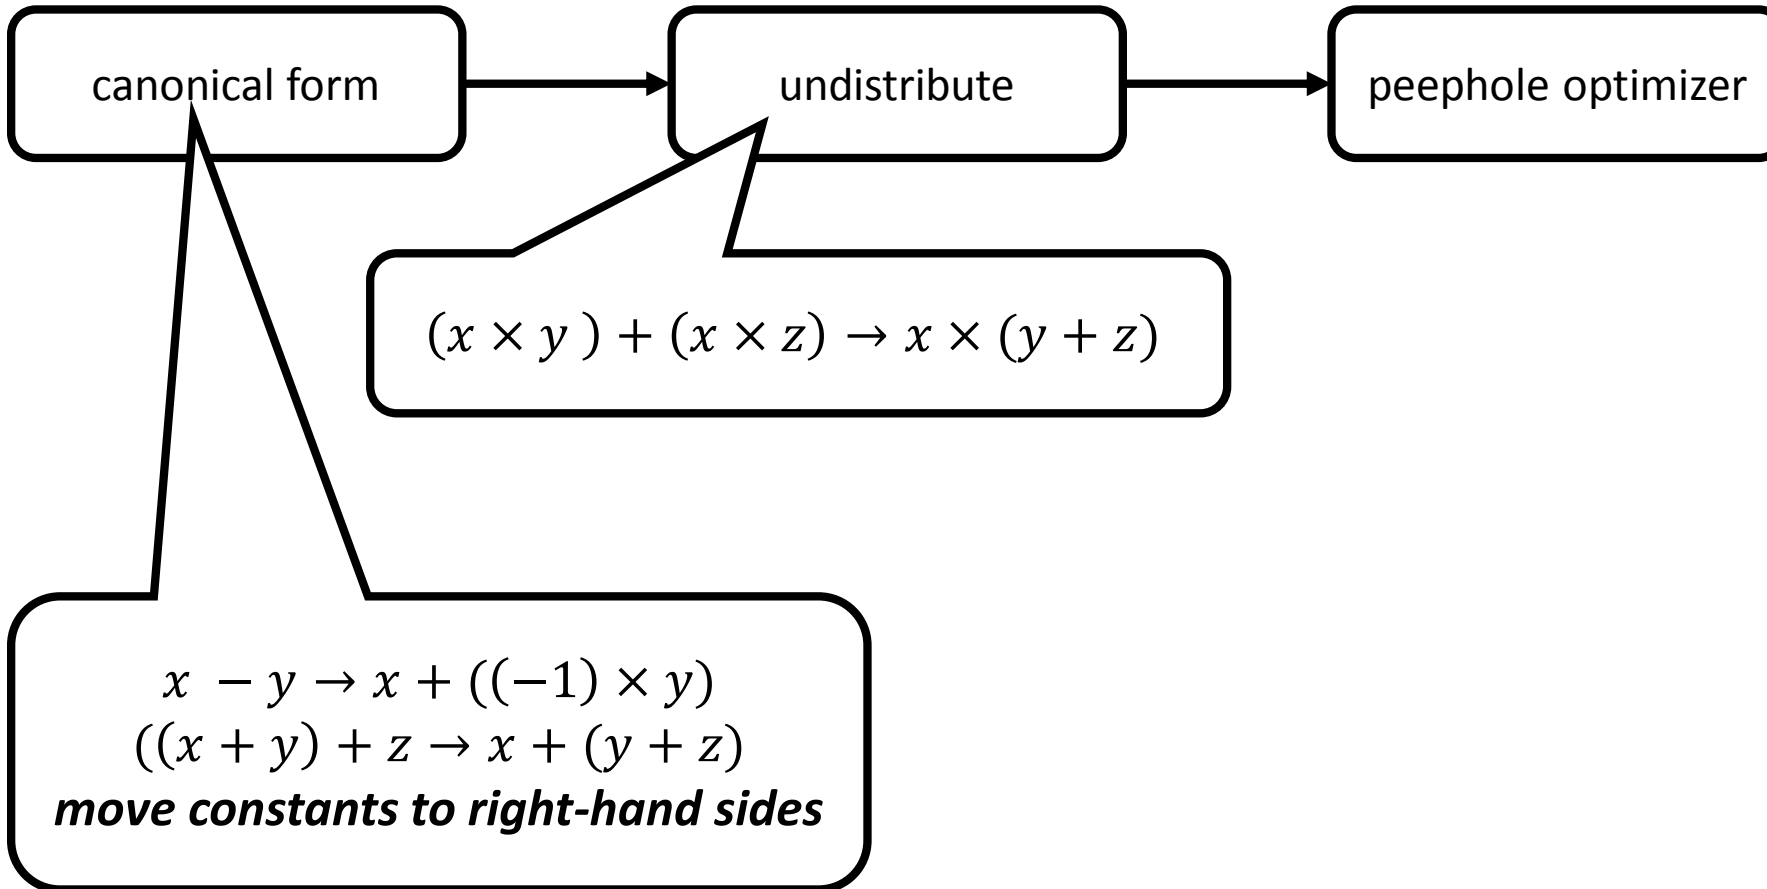 canonical form
undistribute
peephole optimizer
(x × y ) + (x × z) → x × (y + z)
x − y → x + ((−1) × y)
((x + y) + z → x + (y + z)
move constants to right-hand sides